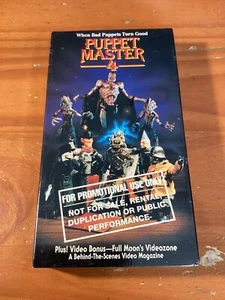 When Bad Puppets Turn Good
PUPPET
MASTER
4
FOR PROMOTIONAL USE ONLY
NOT FOR SALE, RENTAL,
DUPLICATION OR PUBLIC
PERFORMANCE
Plus! Video Bonus—Full Moon's Videozone
A Behind-The-Scenes Video Magazine